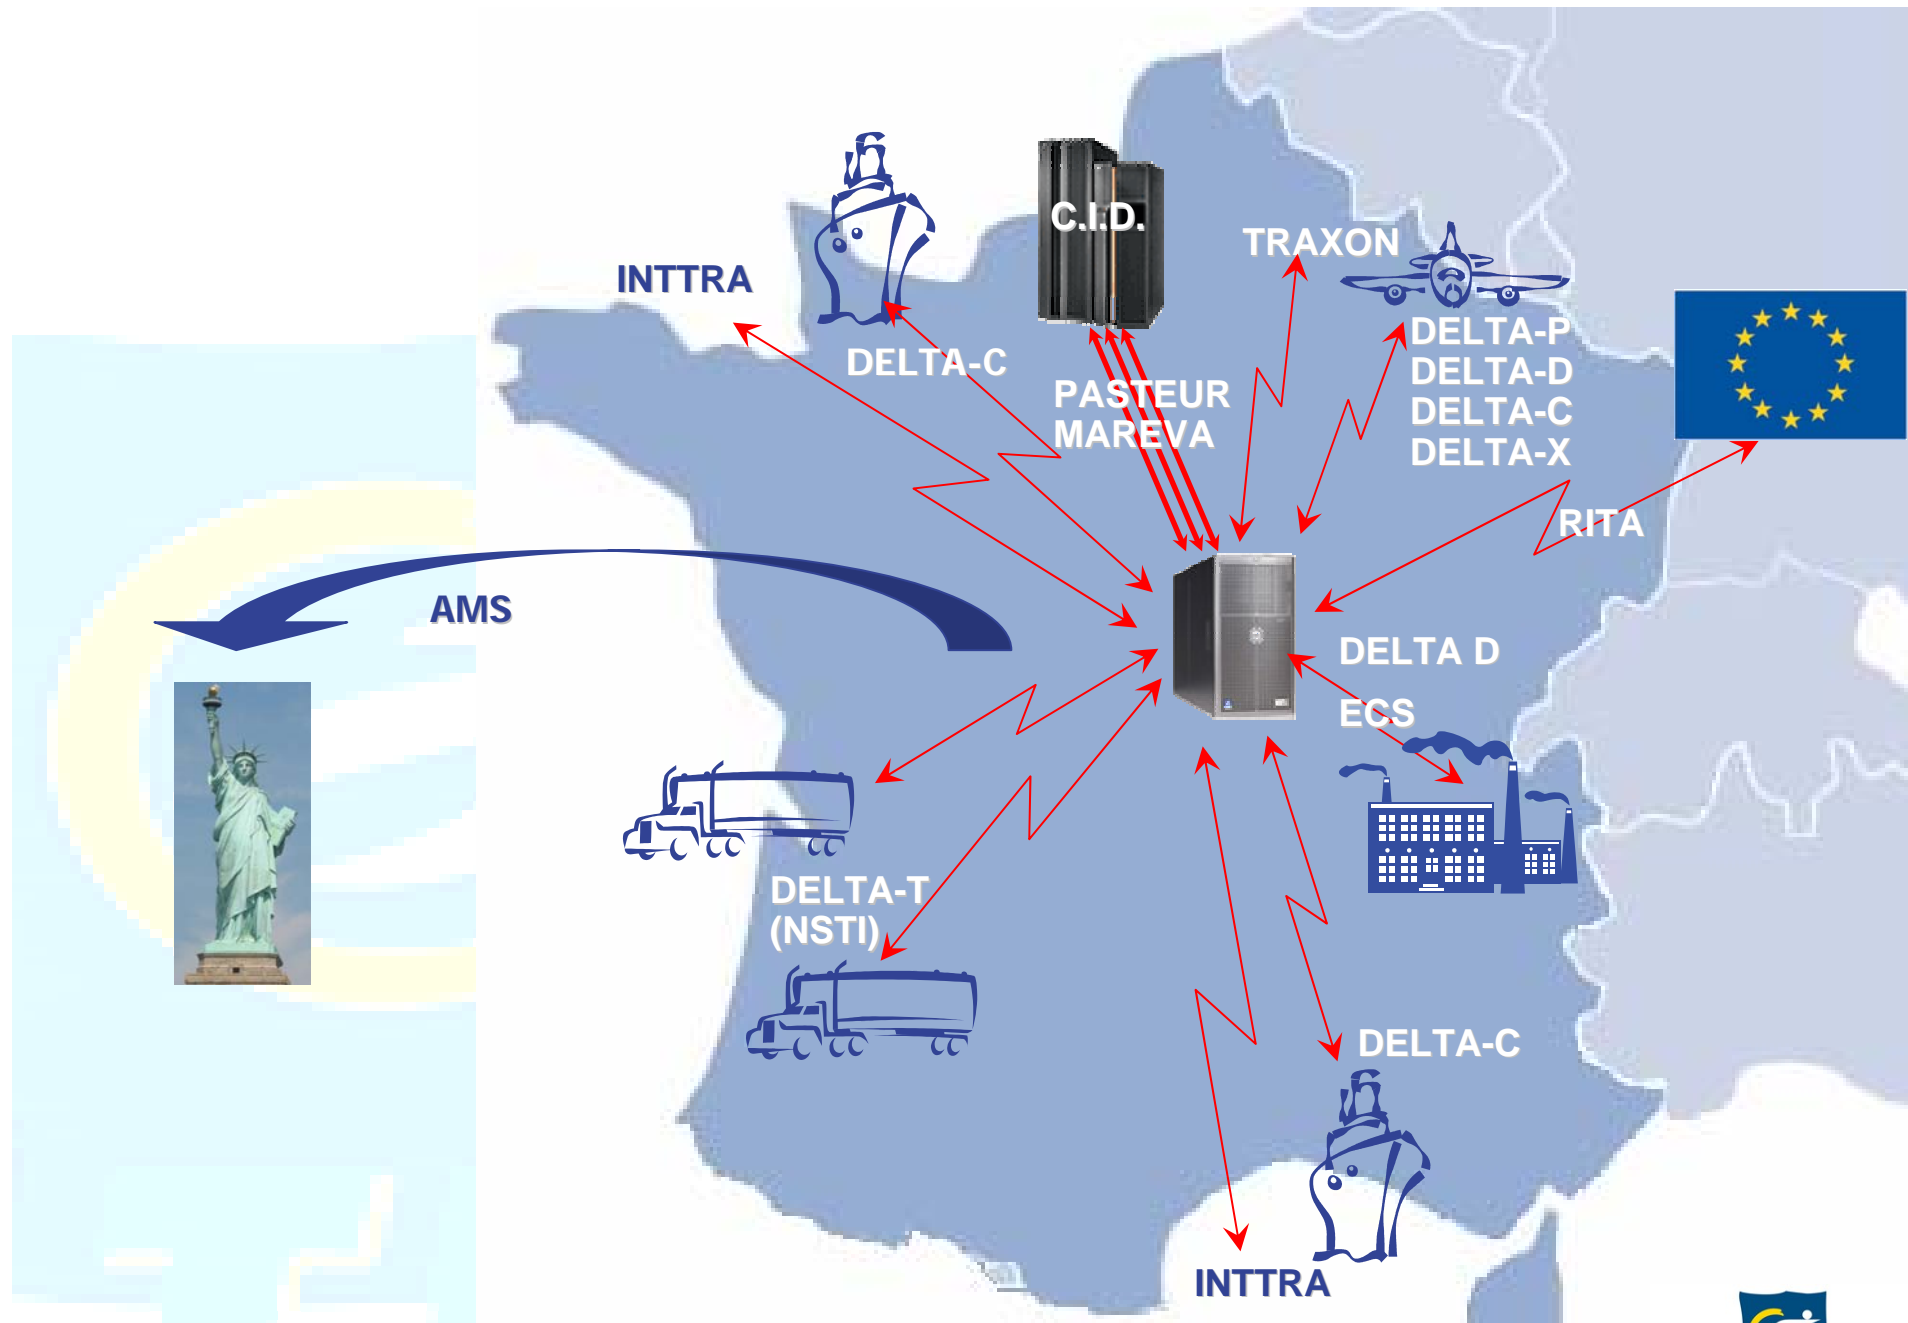 C.I.D.
TRAXON
INTTRA
DELTA-C
DELTA-P
DELTA-D
DELTA-C
DELTA-X
PASTEUR
MAREVA
RITA
AMS
DELTA D
ECS
DELTA-T
(NSTI)
DELTA-C
INTTRA